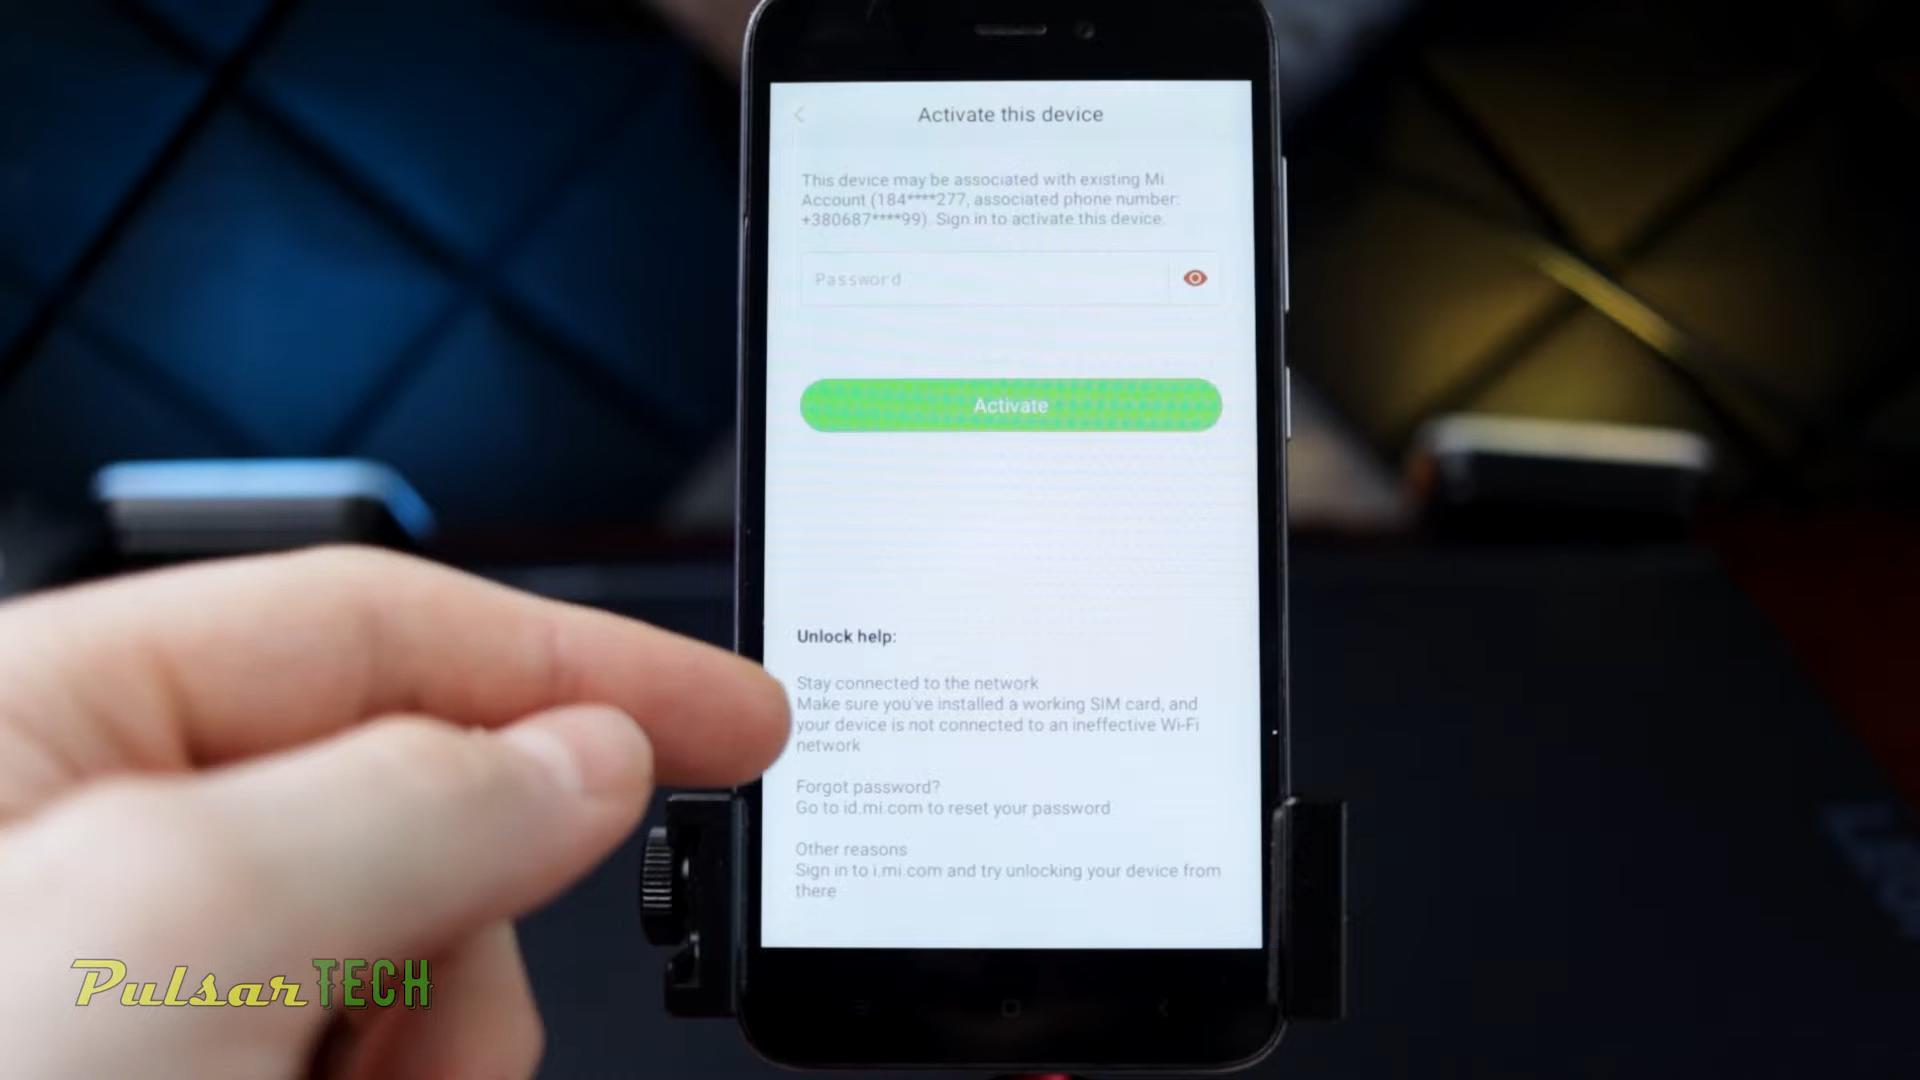 Activate this device
This device may be associated with existing Mi
Account (184****277, associated phone number:
+380687****99). Sign in to activate this device.
Password
Activate
Unlock help:
Stay connected to the network
Make sure you've installed a working SIM card, and
your device is not connected to an ineffective Wi-Fi
network
Forgot password?
Go to id.mi.com to reset your password
Other reasons
Sign in to i.mi.com and try unlocking your device from
there
PulsarTECH